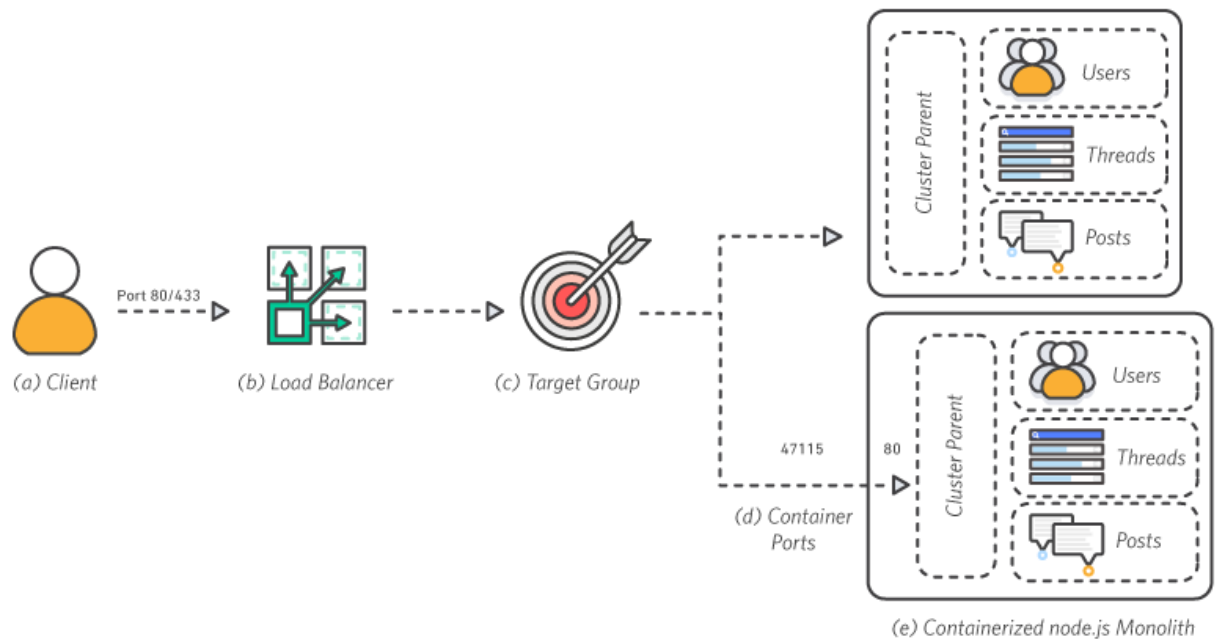 Cluster Parent
Users
Threads
Posts
Port 80/433
(a) Client
(b) Load Balancer
(c) Target Group
47115
80
(d) Container
Ports
Cluster Parent
Users
Threads
Posts
(e) Containerized node.js Monolith